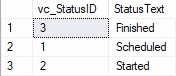 vc_StatusID StatusText
1 3 Finished
2 1 Scheduled
3 2 Started